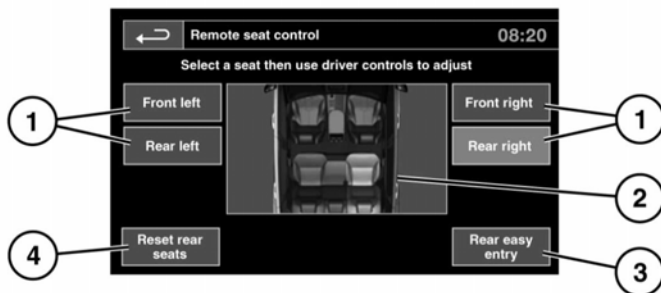 Remote seat control 08:20
Select a seat then use driver controls to adjust
Front left
Front right
1
1
Rear left
Rear right
2
Reset rear
seats
Rear easy
entry
4
3